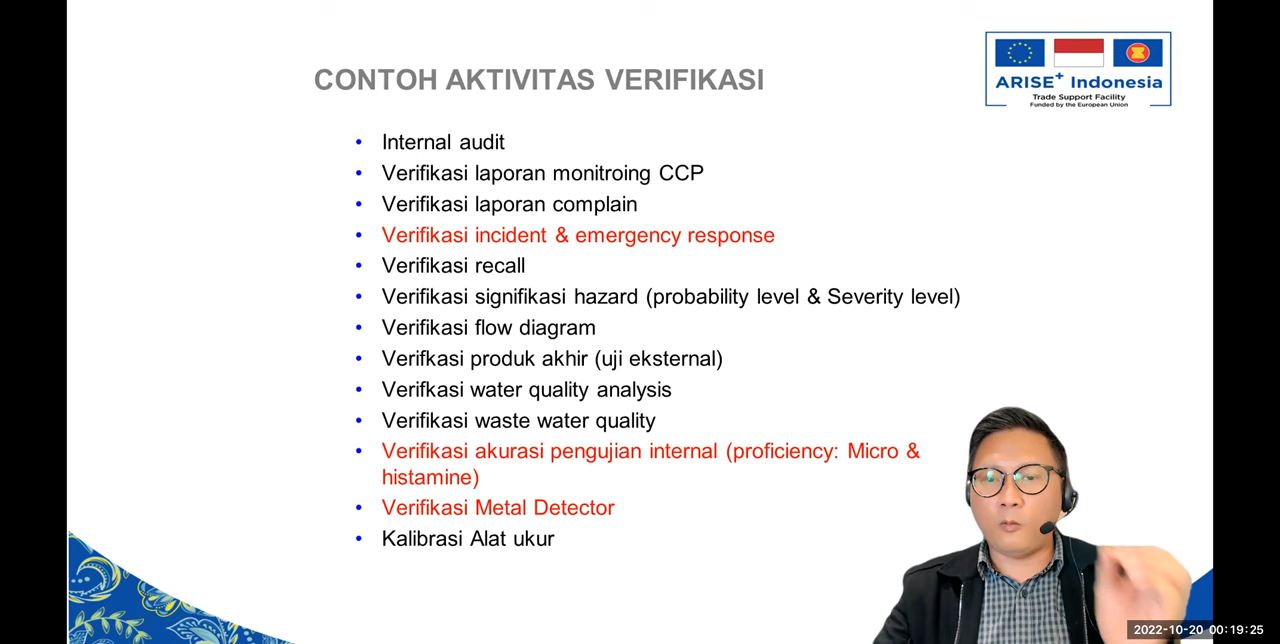 CONTOH AKTIVITAS VERIFIKASI
ARISE+ Indonesia
Trade Support Facility
Funded by the European Union
• Internal audit
• Verifikasi laporan monitroing CCP
• Verifikasi laporan complain
• Verifikasi incident & emergency response
• Verifikasi recall
• Verifikasi signifikasi hazard (probability level & Severity level)
• Verifikasi flow diagram
• Verifkasi produk akhir (uji eksternal)
• Verifkasi water quality analysis
• Verifikasi waste water quality
• Verifikasi akurasi pengujian internal (proficiency: Micro &
histamine)
• Verifikasi Metal Detector
• Kalibrasi Alat ukur
2022-10-20 00:19:25